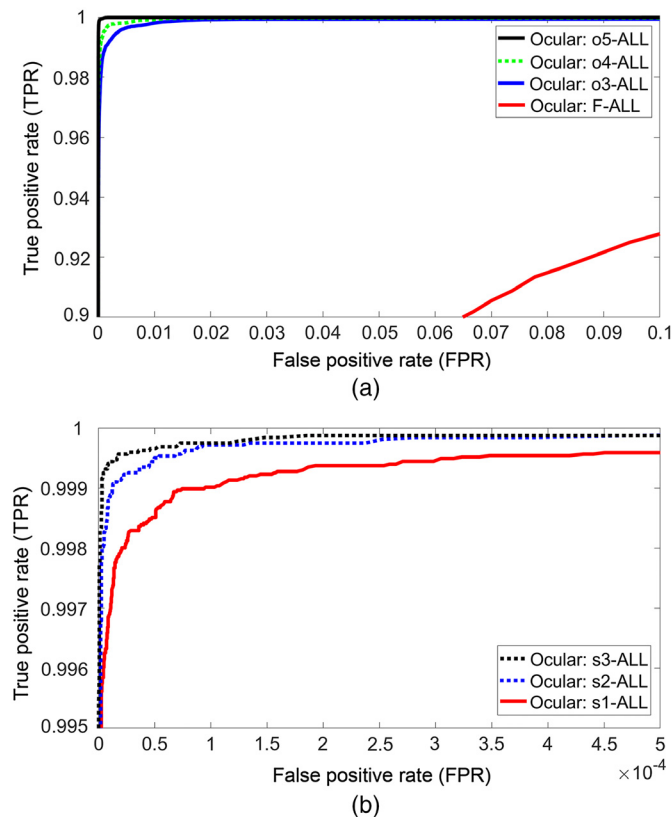 True positive rate (TPR)
1
0.98
0.96
0.94
0.92
0.9
Ocular: o5-ALL
Ocular: o4-ALL
Ocular: o3-ALL
Ocular: F-ALL
0 0.01 0.02 0.03 0.04 0.05 0.06 0.07 0.08 0.09 0.1
False positive rate (FPR)
(a)
True positive rate (TPR)
1
0.999
0.998
0.997
0.996
0.995
Ocular: s3-ALL
Ocular: s2-ALL
Ocular: s1-ALL
0 0.5 1 1.5 2 2.5 3 3.5 4 4.5 5
×10⁻⁴
False positive rate (FPR)
(b)